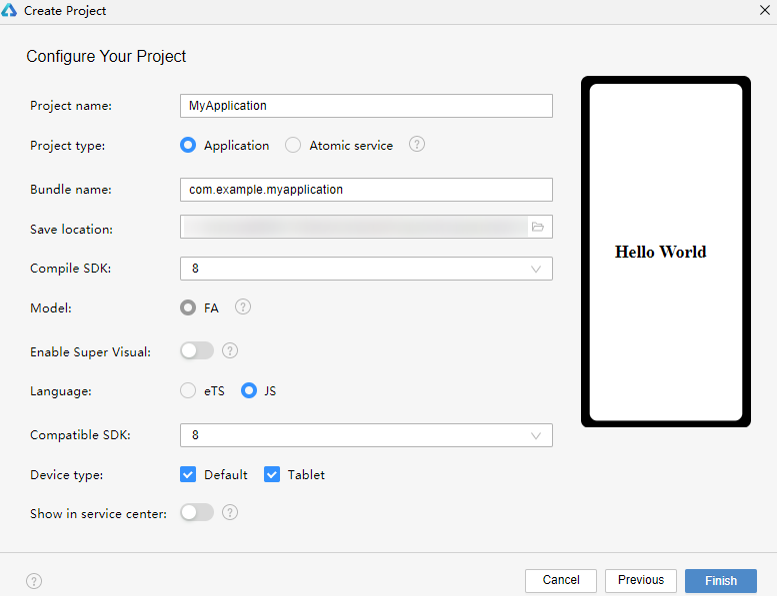 Create Project
Configure Your Project
Project name: MyApplication
Project type: Application Atomic service ?
Bundle name: com.example.myapplication
Save location:
Compile SDK: 8
Model: FA ?
Enable Super Visual: ?
Language: eTS JS
Compatible SDK: 8
Device type: Default Tablet
Show in service center: ?
Hello World
? Cancel Previous Finish